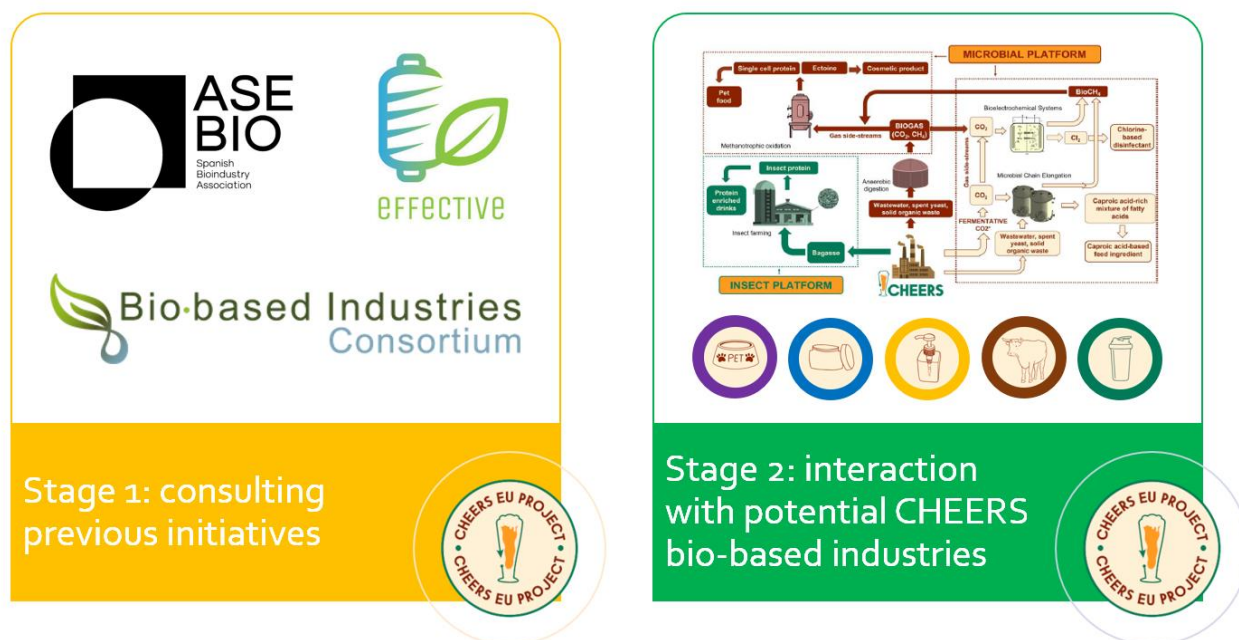 ASE
BIO
Spanish
Bioindustry
Association
EFFECTIVE
Bio-based Industries
Consortium
Stage 1: consulting
previous initiatives
CHEERS EU PROJECT • CHEERS EU PROJECT •
MICROBIAL PLATFORM
Single cell protein
Ectoine
Cosmetic product
Pet
food
BioCH₄
Bioelectrochemical Systems
CO₂
BIOGAS
(CO₂, CH₄)
Gas side-streams
Methanotrophic oxidation
Cl₂
Chlorine-
based
disinfectant
Gas side-streams
Insect protein
Anaerobic
digestion
Microbial Chain Elongation
Protein
enriched
drinks
CO₂
Caproic acid-rich
mixture of fatty
acids
Wastewater, spent yeast,
solid organic waste
FERMENTATIVE
CO2*
Insect farming
Wastewater, spent
yeast, solid
organic waste
Caproic acid-based
feed ingredient
Bagasse
INSECT PLATFORM
CHEERS
PET
Stage 2: interaction
with potential CHEERS
bio-based industries
CHEERS EU PROJECT • CHEERS EU PROJECT •